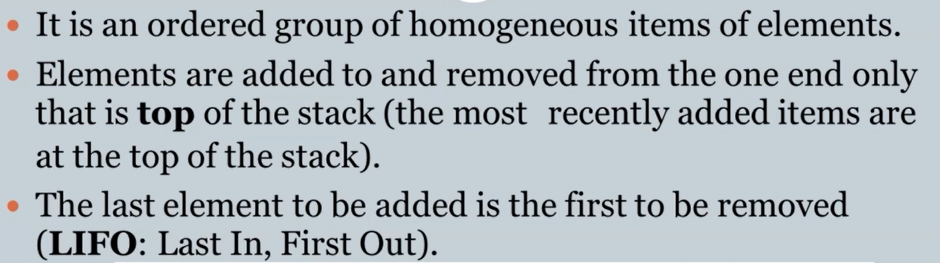 • It is an ordered group of homogeneous items of elements.
• Elements are added to and removed from the one end only
that is top of the stack (the most recently added items are
at the top of the stack).
• The last element to be added is the first to be removed
(LIFO: Last In, First Out).